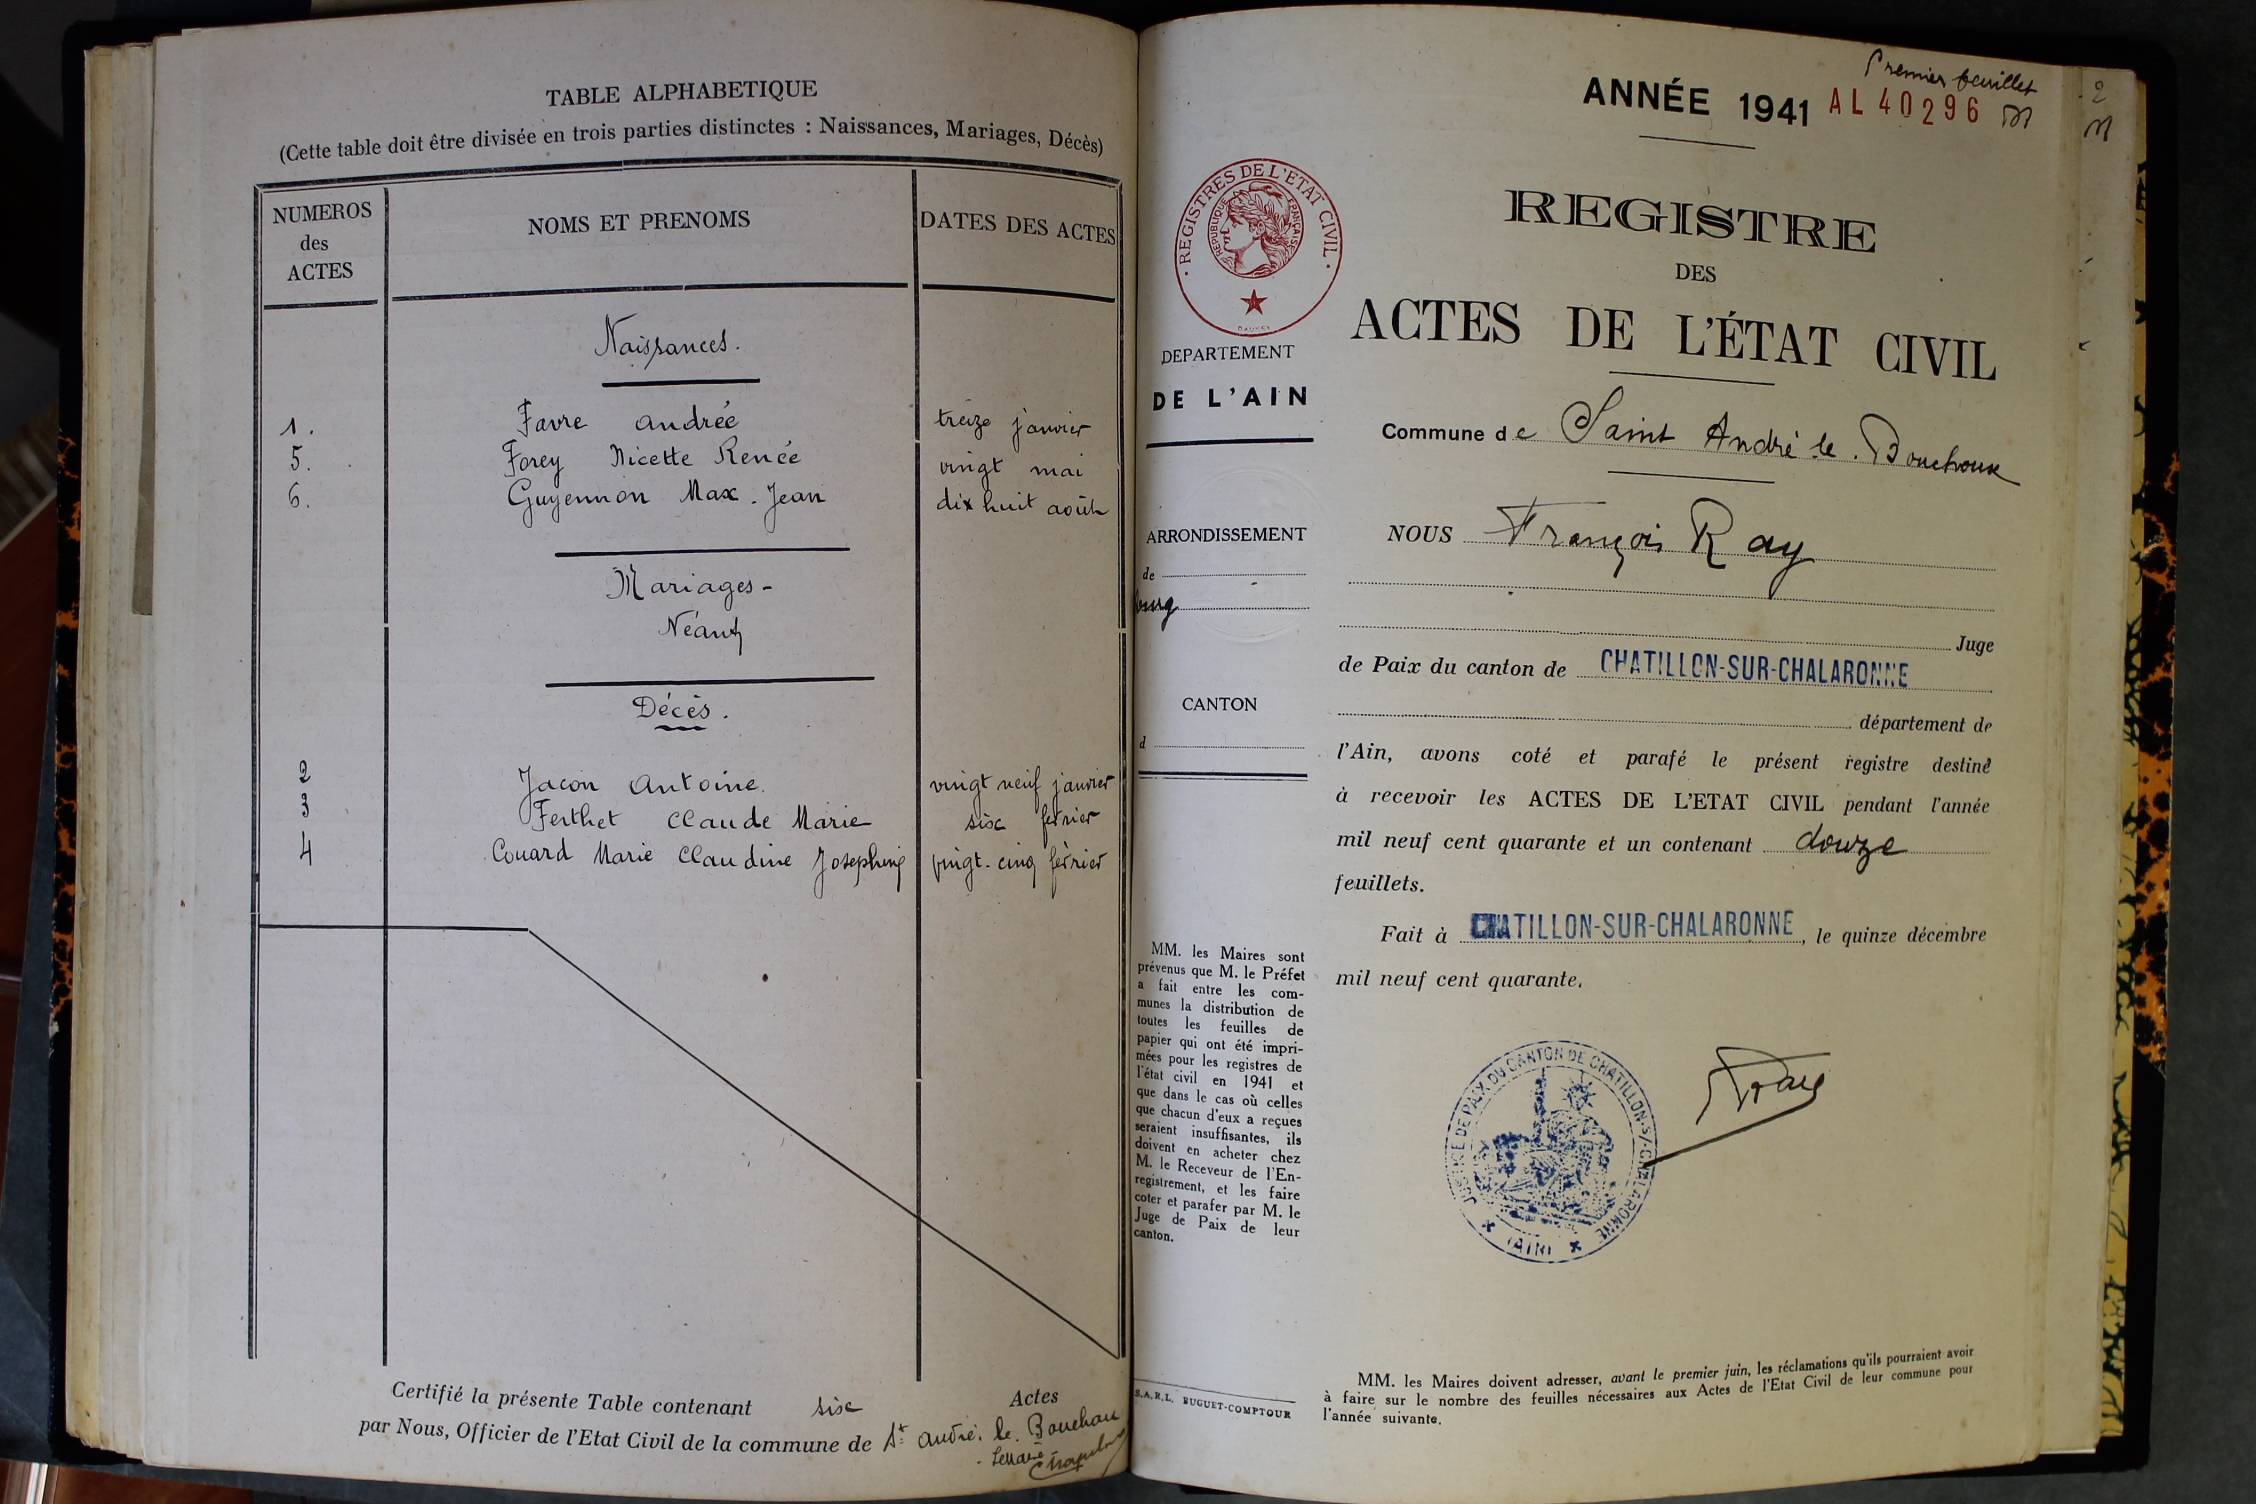 TABLE ALPHABETIQUE
(Cette table doit être divisée en trois parties distinctes : Naissances, Mariages, Décès)
NUMEROS des ACTES
NOMS ET PRENOMS
DATES DES ACTES
Naissances.
1. Favre Andrée treize janvier
5. Forey Nicette Renée vingt mai
6. Guyennon Max. Jean dix huit août
Mariages -
Néant
Décès.
2 Jacon Antoine. vingt neuf janvier
3 Ferthet Claude Marie six février
4 Couard Marie Claudine Josephine vingt-cinq février
Certifié la présente Table contenant six Actes
par Nous, Officier de l'Etat Civil de la commune de St André. le. Bouchoux
Premier feuillet
ANNÉE 1941 AL 40296
2
REGISTRES DE L'ETAT CIVIL
REPUBLIQUE FRANÇAISE
DEPARTEMENT
DE L'AIN
ARRONDISSEMENT
de
Bourg
CANTON
d
MM. les Maires sont
prévenus que M. le Préfet
a fait entre les com-
munes la distribution de
toutes les feuilles de
papier qui ont été impri-
mées pour les registres de
l'état civil en 1941 et
que dans le cas où celles
que chacun d'eux a reçues
seraient insuffisantes, ils
doivent en acheter chez
M. le Receveur de l'En-
registrement, et les faire
coter et parafer par M. le
Juge de Paix de leur
canton.
S.A.R.L. BUGUET-COMPTOUR
REGISTRE
DES
ACTES DE L'ÉTAT CIVIL
Commune de Saint André le. Bouchoux
NOUS François Ray
Juge
de Paix du canton de CHATILLON-SUR-CHALARONNE
département de
l'Ain, avons coté et parafé le présent registre destiné
à recevoir les ACTES DE L'ETAT CIVIL pendant l'année
mil neuf cent quarante et un contenant douze
feuillets.
Fait à CHATILLON-SUR-CHALARONNE, le quinze décembre
mil neuf cent quarante.
JUSTICE DE PAIX DU CANTON DE CHATILLON-S/-CHALARONNE
(AIN)
MM. les Maires doivent adresser, avant le premier juin, les réclamations qu'ils pourraient avoir
à faire sur le nombre des feuilles nécessaires aux Actes de l'Etat Civil de leur commune pour
l'année suivante.